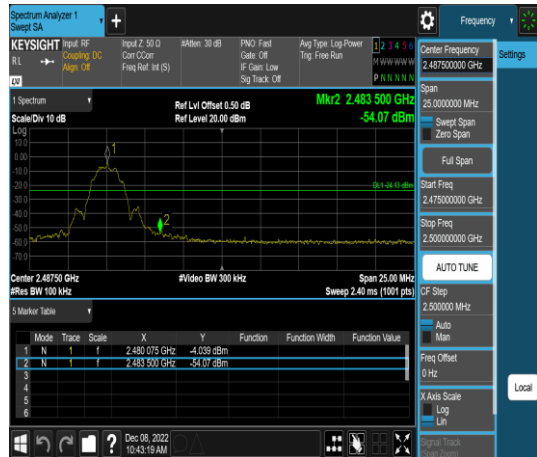 Spectrum Analyzer 1
Swept SA
+
Frequency
KEYSIGHT
RL
LXI
Input: RF
Coupling: DC
Align: Off
Input Z: 50 Ω
Corr CCorr
Freq Ref: Int (S)
#Atten: 30 dB
PNO: Fast
Gate: Off
IF Gain: Low
Sig Track: Off
Avg Type: Log-Power
Trig: Free Run
1 2 3 4 5 6
M W W W W W
P N N N N N
1 Spectrum
Scale/Div 10 dB
Ref Lvl Offset 0.50 dB
Ref Level 20.00 dBm
Mkr2 2.483 500 GHz
-54.07 dBm
Log
10.0
0.00
-10.0
-20.0
-30.0
-40.0
-50.0
-60.0
-70.0
1
2
Center 2.48750 GHz
#Res BW 100 kHz
#Video BW 300 kHz
Span 25.00 MHz
Sweep 2.40 ms (1001 pts)
5 Marker Table
Mode Trace Scale X Y Function Function Width Function Value
1 N 1 f 2.480 075 GHz -4.039 dBm
2 N 1 f 2.483 500 GHz -54.07 dBm
3
4
5
6
?
Dec 08, 2022
10:43:19 AM
Center Frequency
2.487500000 GHz
Span
25.0000000 MHz
Swept Span
Zero Span
Full Span
Start Freq
2.475000000 GHz
Stop Freq
2.500000000 GHz
AUTO TUNE
CF Step
2.500000 MHz
Auto
Man
Freq Offset
0 Hz
X Axis Scale
Log
Lin
Signal Track
(Span Zoom)
Settings
Local